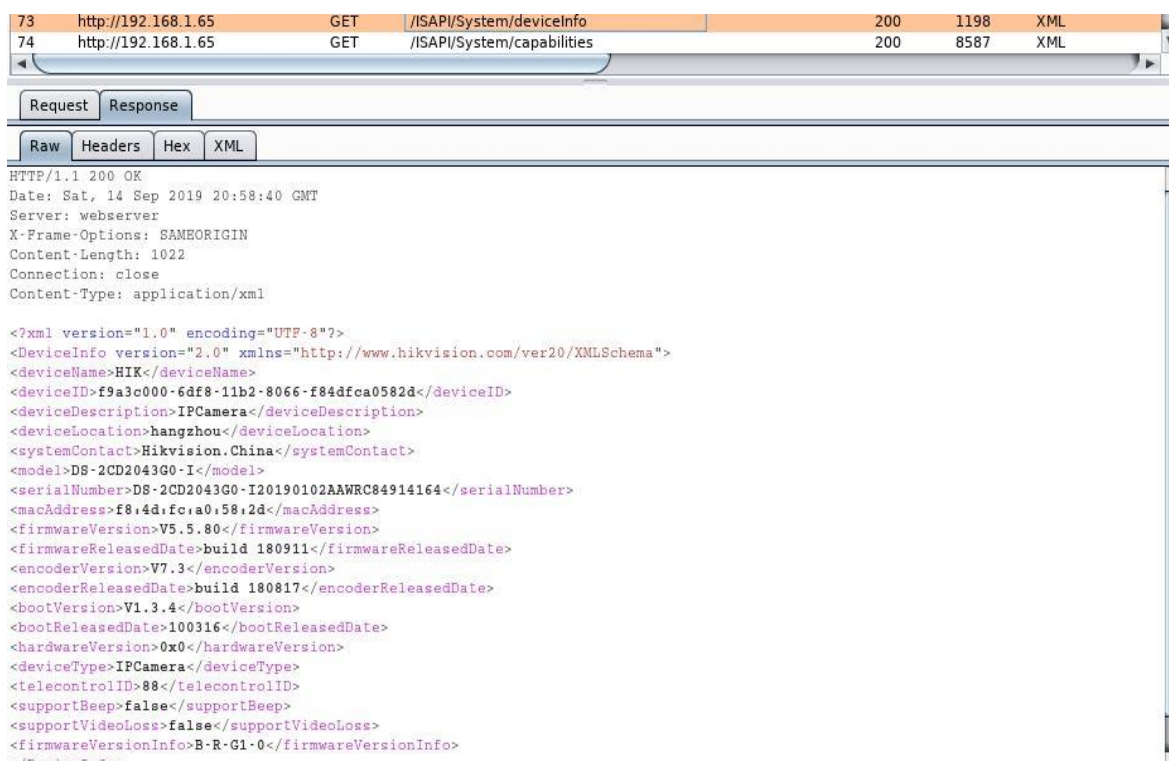 73 http://192.168.1.65 GET /ISAPI/System/deviceInfo 200 1198 XML
74 http://192.168.1.65 GET /ISAPI/System/capabilities 200 8587 XML
Request Response
Raw Headers Hex XML
HTTP/1.1 200 OK
Date: Sat, 14 Sep 2019 20:58:40 GMT
Server: webserver
X-Frame-Options: SAMEORIGIN
Content-Length: 1022
Connection: close
Content-Type: application/xml
<?xml version="1.0" encoding="UTF-8"?>
<DeviceInfo version="2.0" xmlns="http://www.hikvision.com/ver20/XMLSchema">
<deviceName>HIK</deviceName>
<deviceID>f9a3c000-6df8-11b2-8066-f84dfca0582d</deviceID>
<deviceDescription>IPCamera</deviceDescription>
<deviceLocation>hangzhou</deviceLocation>
<systemContact>Hikvision.China</systemContact>
<model>DS-2CD2043G0-I</model>
<serialNumber>DS-2CD2043G0-I20190102AAWRC84914164</serialNumber>
<macAddress>f8:4d:fc:a0:58:2d</macAddress>
<firmwareVersion>V5.5.80</firmwareVersion>
<firmwareReleasedDate>build 180911</firmwareReleasedDate>
<encoderVersion>V7.3</encoderVersion>
<encoderReleasedDate>build 180817</encoderReleasedDate>
<bootVersion>V1.3.4</bootVersion>
<bootReleasedDate>100316</bootReleasedDate>
<hardwareVersion>0x0</hardwareVersion>
<deviceType>IPCamera</deviceType>
<telecontrolID>88</telecontrolID>
<supportBeep>false</supportBeep>
<supportVideoLoss>false</supportVideoLoss>
<firmwareVersionInfo>B-R-G1-0</firmwareVersionInfo>